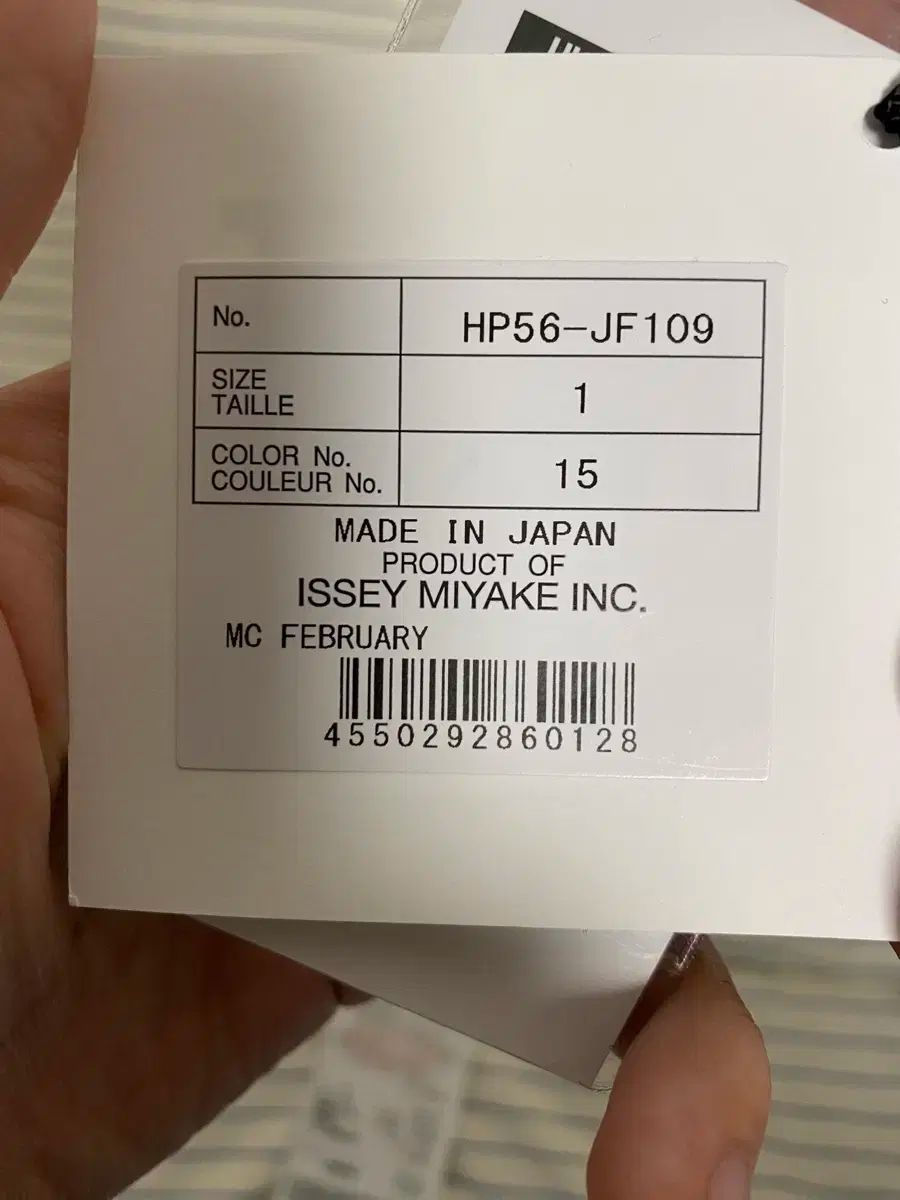 No. HP56-JF109
SIZE
TAILLE
1
COLOR No.
COULEUR No.
15
MADE IN JAPAN
PRODUCT OF
ISSEY MIYAKE INC.
MC FEBRUARY
4550292860128